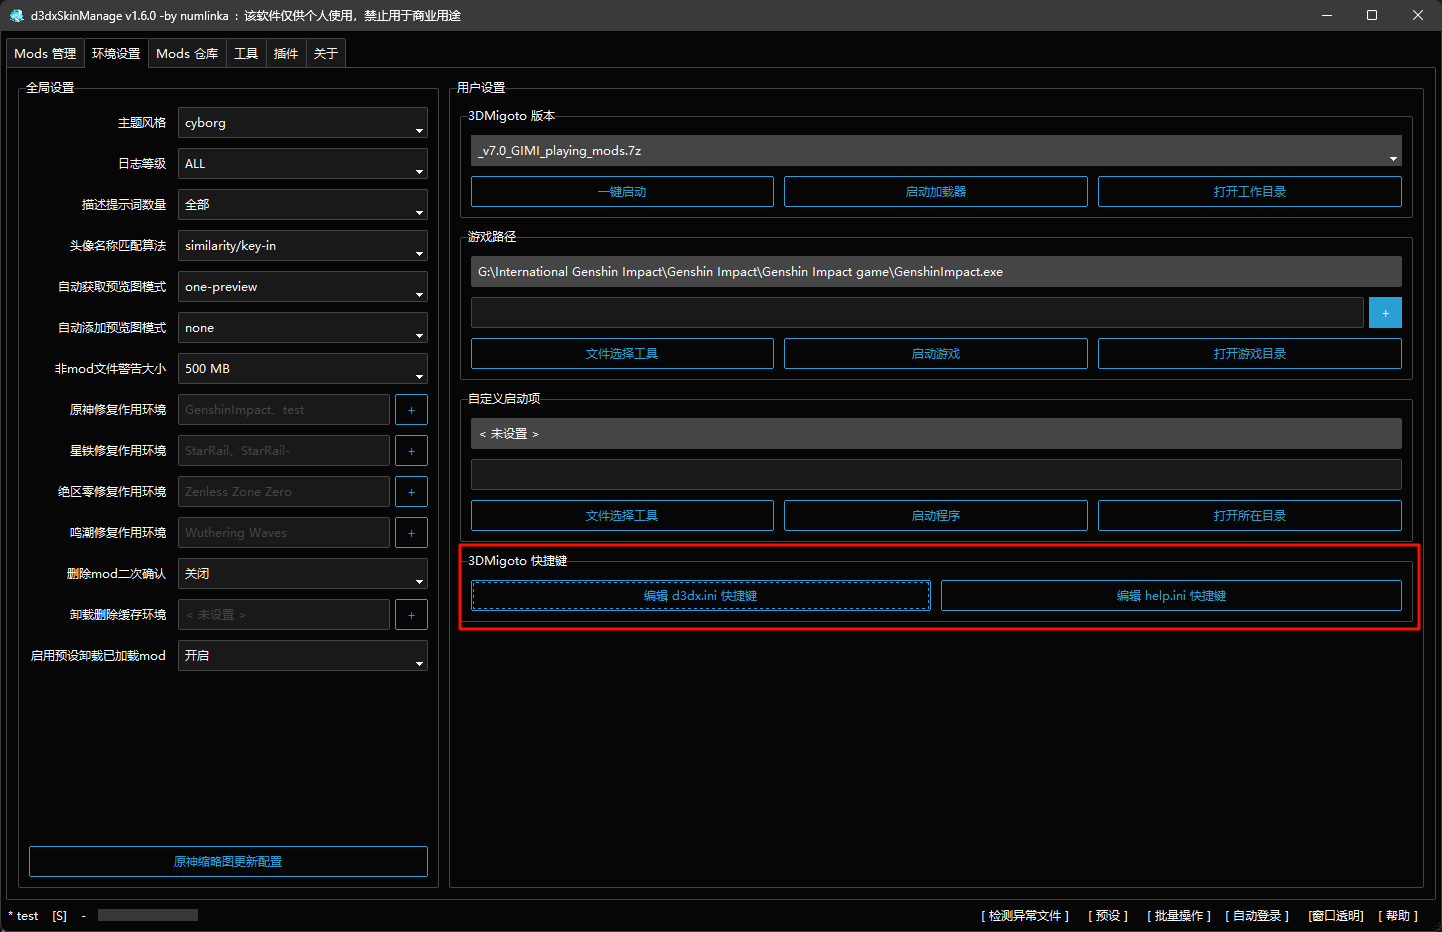 d3dxSkinManage v1.6.0 -by numlinka ：该软件仅供个人使用，禁止用于商业用途
Mods 管理
环境设置
Mods 仓库
工具
插件
关于
全局设置
主题风格
cyborg
日志等级
ALL
描述提示词数量
全部
头像名称匹配算法
similarity/key-in
自动获取预览图模式
one-preview
自动添加预览图模式
none
非mod文件警告大小
500 MB
原神修复作用环境
GenshinImpact、test
+
星铁修复作用环境
StarRail、StarRail-
+
绝区零修复作用环境
Zenless Zone Zero
+
鸣潮修复作用环境
Wuthering Waves
+
删除mod二次确认
关闭
卸载删除缓存环境
< 未设置 >
+
启用预设卸载已加载mod
开启
原神缩略图更新配置
用户设置
3DMigoto 版本
_v7.0_GIMI_playing_mods.7z
一键启动
启动加载器
打开工作目录
游戏路径
G:\International Genshin Impact\Genshin Impact\Genshin Impact game\GenshinImpact.exe
+
文件选择工具
启动游戏
打开游戏目录
自定义启动项
< 未设置 >
文件选择工具
启动程序
打开所在目录
3DMigoto 快捷键
编辑 d3dx.ini 快捷键
编辑 help.ini 快捷键
* test
[S]
-
[ 检测异常文件 ]
[ 预设 ]
[ 批量操作 ]
[ 自动登录 ]
[窗口透明]
[ 帮助 ]